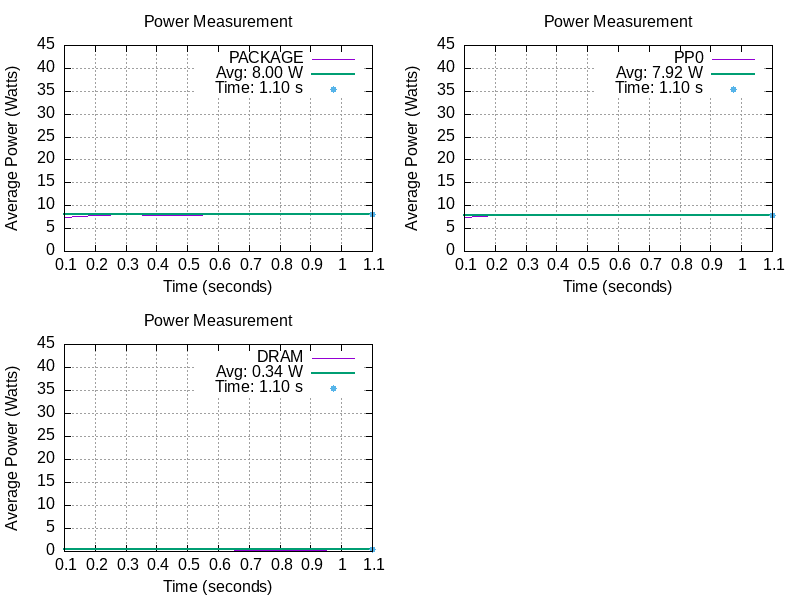 Power Measurement
PACKAGE
Avg: 8.00 W
Time: 1.10 s
Average Power (Watts)
45
40
35
30
25
20
15
10
5
0
0.1 0.2 0.3 0.4 0.5 0.6 0.7 0.8 0.9 1 1.1
Time (seconds)
Power Measurement
PP0
Avg: 7.92 W
Time: 1.10 s
Average Power (Watts)
45
40
35
30
25
20
15
10
5
0
0.1 0.2 0.3 0.4 0.5 0.6 0.7 0.8 0.9 1 1.1
Time (seconds)
Power Measurement
DRAM
Avg: 0.34 W
Time: 1.10 s
Average Power (Watts)
45
40
35
30
25
20
15
10
5
0
0.1 0.2 0.3 0.4 0.5 0.6 0.7 0.8 0.9 1 1.1
Time (seconds)